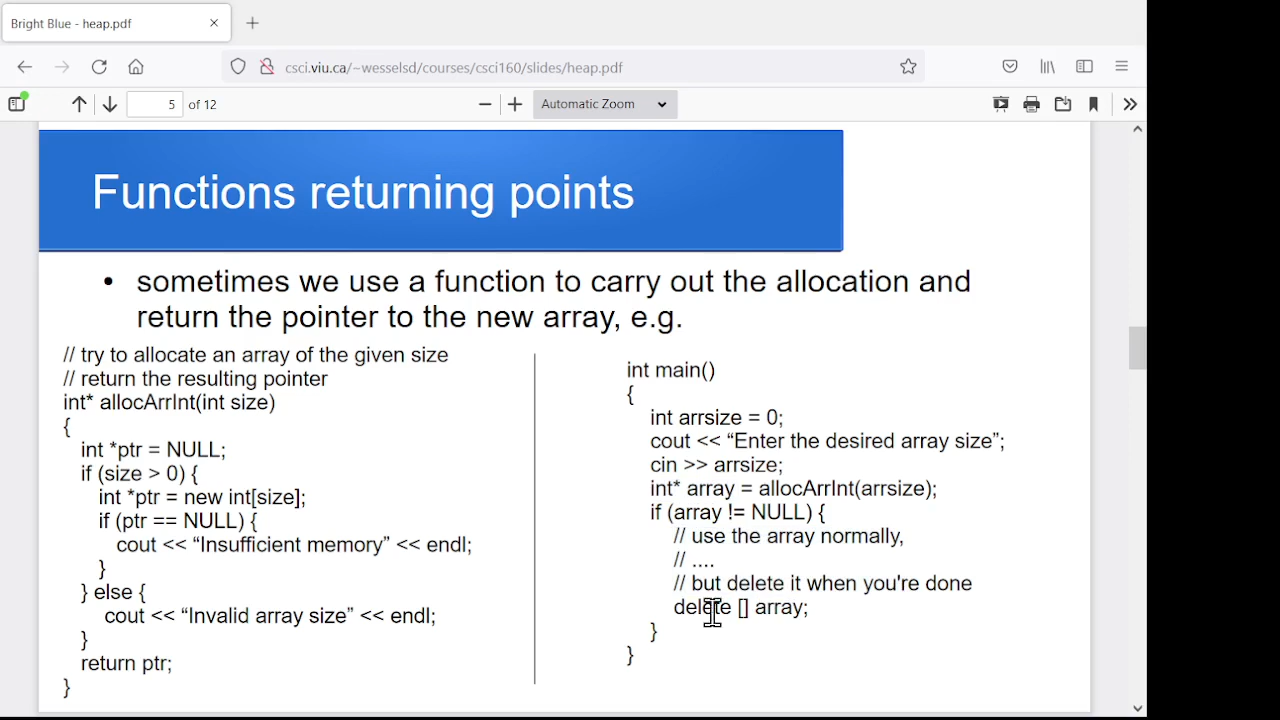 Bright Blue - heap.pdf
csci.viu.ca/~wesselsd/courses/csci160/slides/heap.pdf
5 of 12
Automatic Zoom
Functions returning points
• sometimes we use a function to carry out the allocation and
return the pointer to the new array, e.g.
// try to allocate an array of the given size
// return the resulting pointer
int* allocArrInt(int size)
{
int *ptr = NULL;
if (size > 0) {
int *ptr = new int[size];
if (ptr == NULL) {
cout << “Insufficient memory” << endl;
}
} else {
cout << “Invalid array size” << endl;
}
return ptr;
}
int main()
{
int arrsize = 0;
cout << “Enter the desired array size”;
cin >> arrsize;
int* array = allocArrInt(arrsize);
if (array != NULL) {
// use the array normally,
// ....
// but delete it when you're done
delete [] array;
}
}